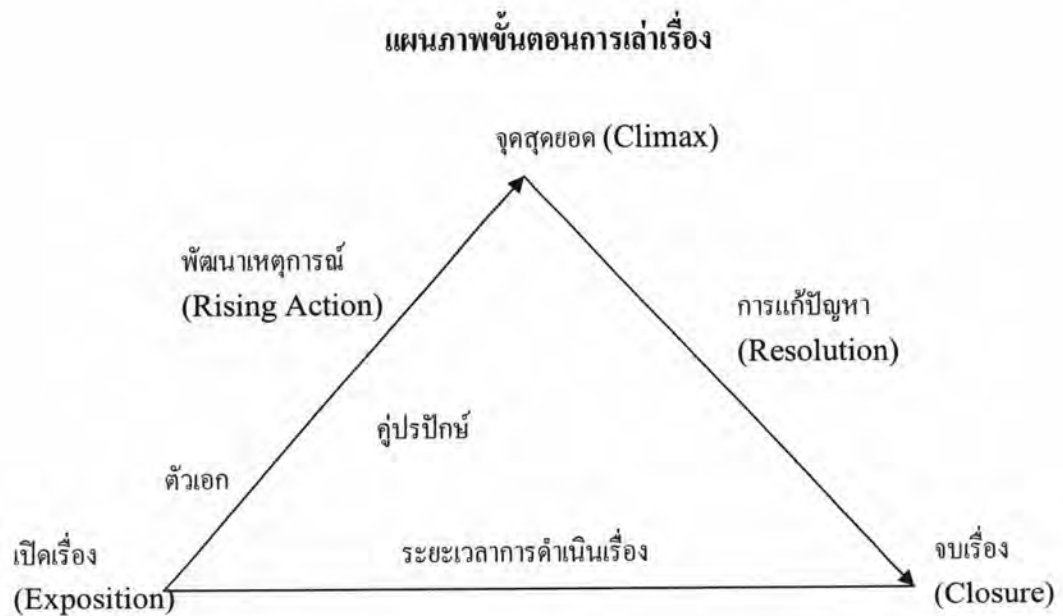 แผนภาพขั้นตอนการเล่าเรื่อง
จุดสุดยอด (Climax)
พัฒนาเหตุการณ์
(Rising Action)
การแก้ปัญหา
(Resolution)
คู่ปรปักษ์
ตัวเอก
เปิดเรื่อง
(Exposition)
ระยะเวลาการดำเนินเรื่อง
จบเรื่อง
(Closure)